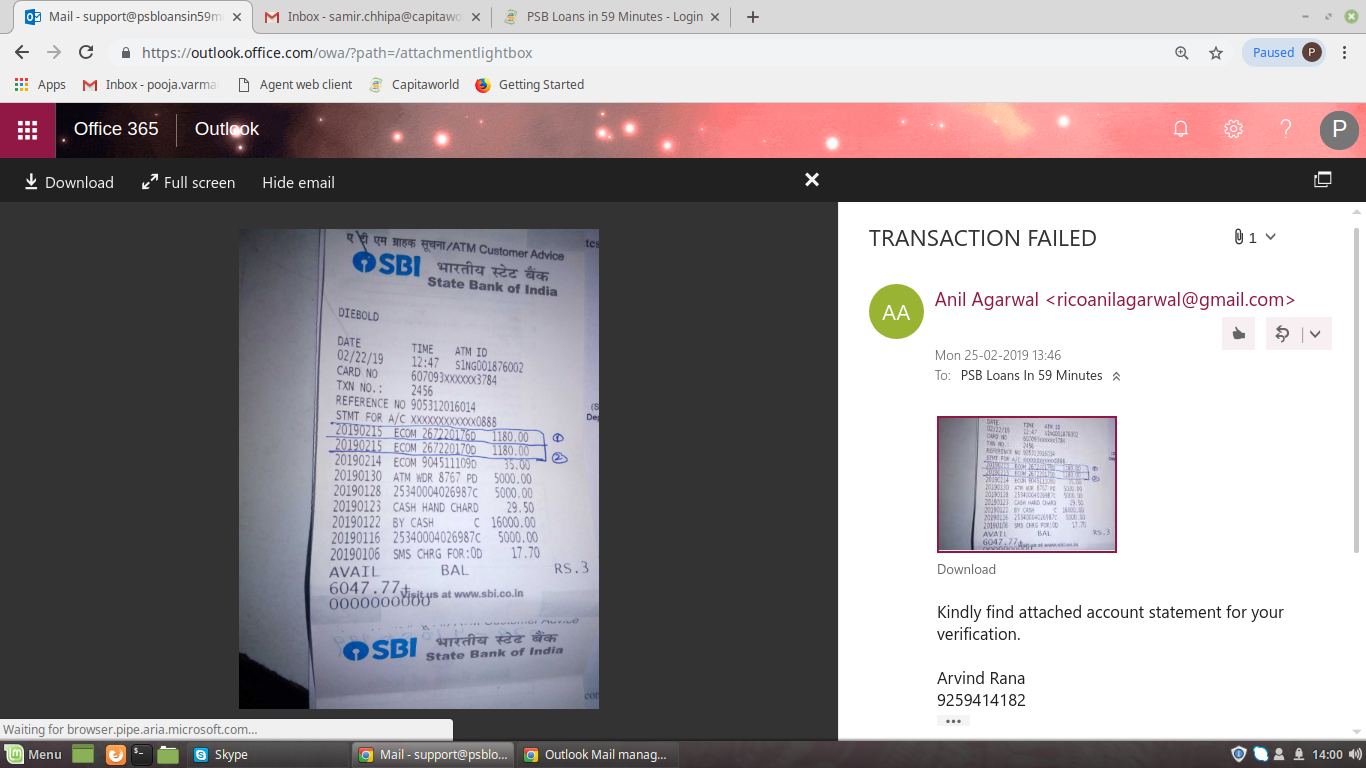 Mail - support@psbloansin59m
Inbox - samir.chhipa@capitawo
PSB Loans in 59 Minutes - Login
https://outlook.office.com/owa/?path=/attachmentlightbox
Paused P
Apps
Inbox - pooja.varma
Agent web client
Capitaworld
Getting Started
Office 365
Outlook
P
Download
Full screen
Hide email
ए टी एम ग्राहक सूचना/ATM Customer Advice
SBI भारतीय स्टेट बैंक
State Bank of India
DIEBOLD
DATE TIME ATM ID
02/22/19 12:47 S1NG001876002
CARD NO 607093xxxxxx3784
TXN NO.: 2456
REFERENCE NO 905312016014
STMT FOR A/C XXXXXXXXXXXX0888
20190215 ECOM 267220176D 1180.00 1
20190215 ECOM 267220170D 1180.00 2
20190214 ECOM 904511109D 35.00
20190130 ATM WDR 8767 PD 5000.00
20190128 25340004026987C 5000.00
20190123 CASH HAND CHARD 29.50
20190122 BY CASH C 16000.00
20190116 25340004026987C 5000.00
20190106 SMS CHRG FOR:0D 17.70
AVAIL BAL RS.3
6047.77+
Visit us at www.sbi.co.in
0000000000
SBI भारतीय स्टेट बैंक
State Bank of India
TRANSACTION FAILED
1
AA
Anil Agarwal <ricoanilagarwal@gmail.com>
Mon 25-02-2019 13:46
To: PSB Loans In 59 Minutes
Download
Kindly find attached account statement for your
verification.
Arvind Rana
9259414182
Waiting for browser.pipe.aria.microsoft.com...
Menu
Skype
Mail - support@psblo...
Outlook Mail manag...
14:00